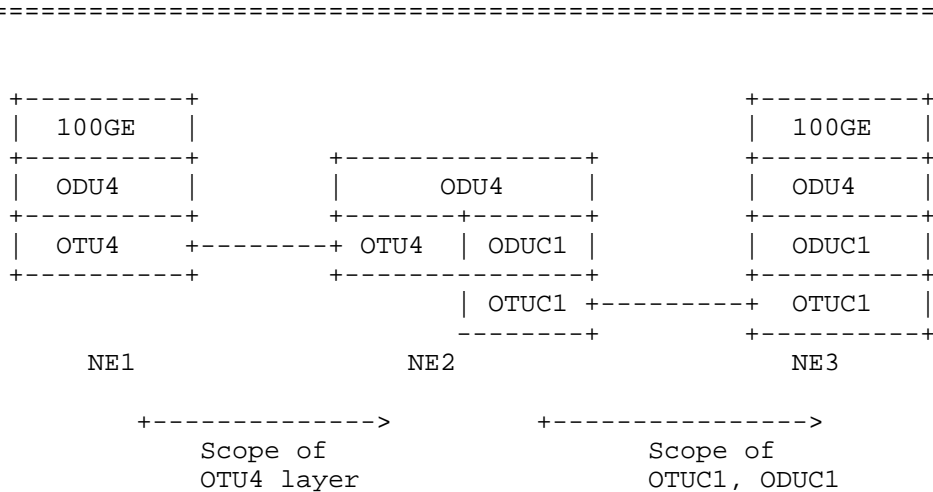 ========================================================
+----------+ +----------+
| 100GE | | 100GE |
+----------+ +---------------+ +----------+
| ODU4 | | ODU4 | | ODU4 |
+----------+ +-------+-------+ +----------+
| OTU4 +--------+ OTU4 | ODUC1 | | ODUC1 |
+----------+ +---------------+ +----------+
| OTUC1 +---------+ OTUC1 |
--------+ +----------+
NE1 NE2 NE3
+--------------> +---------------->
Scope of Scope of
OTU4 layer OTUC1, ODUC1